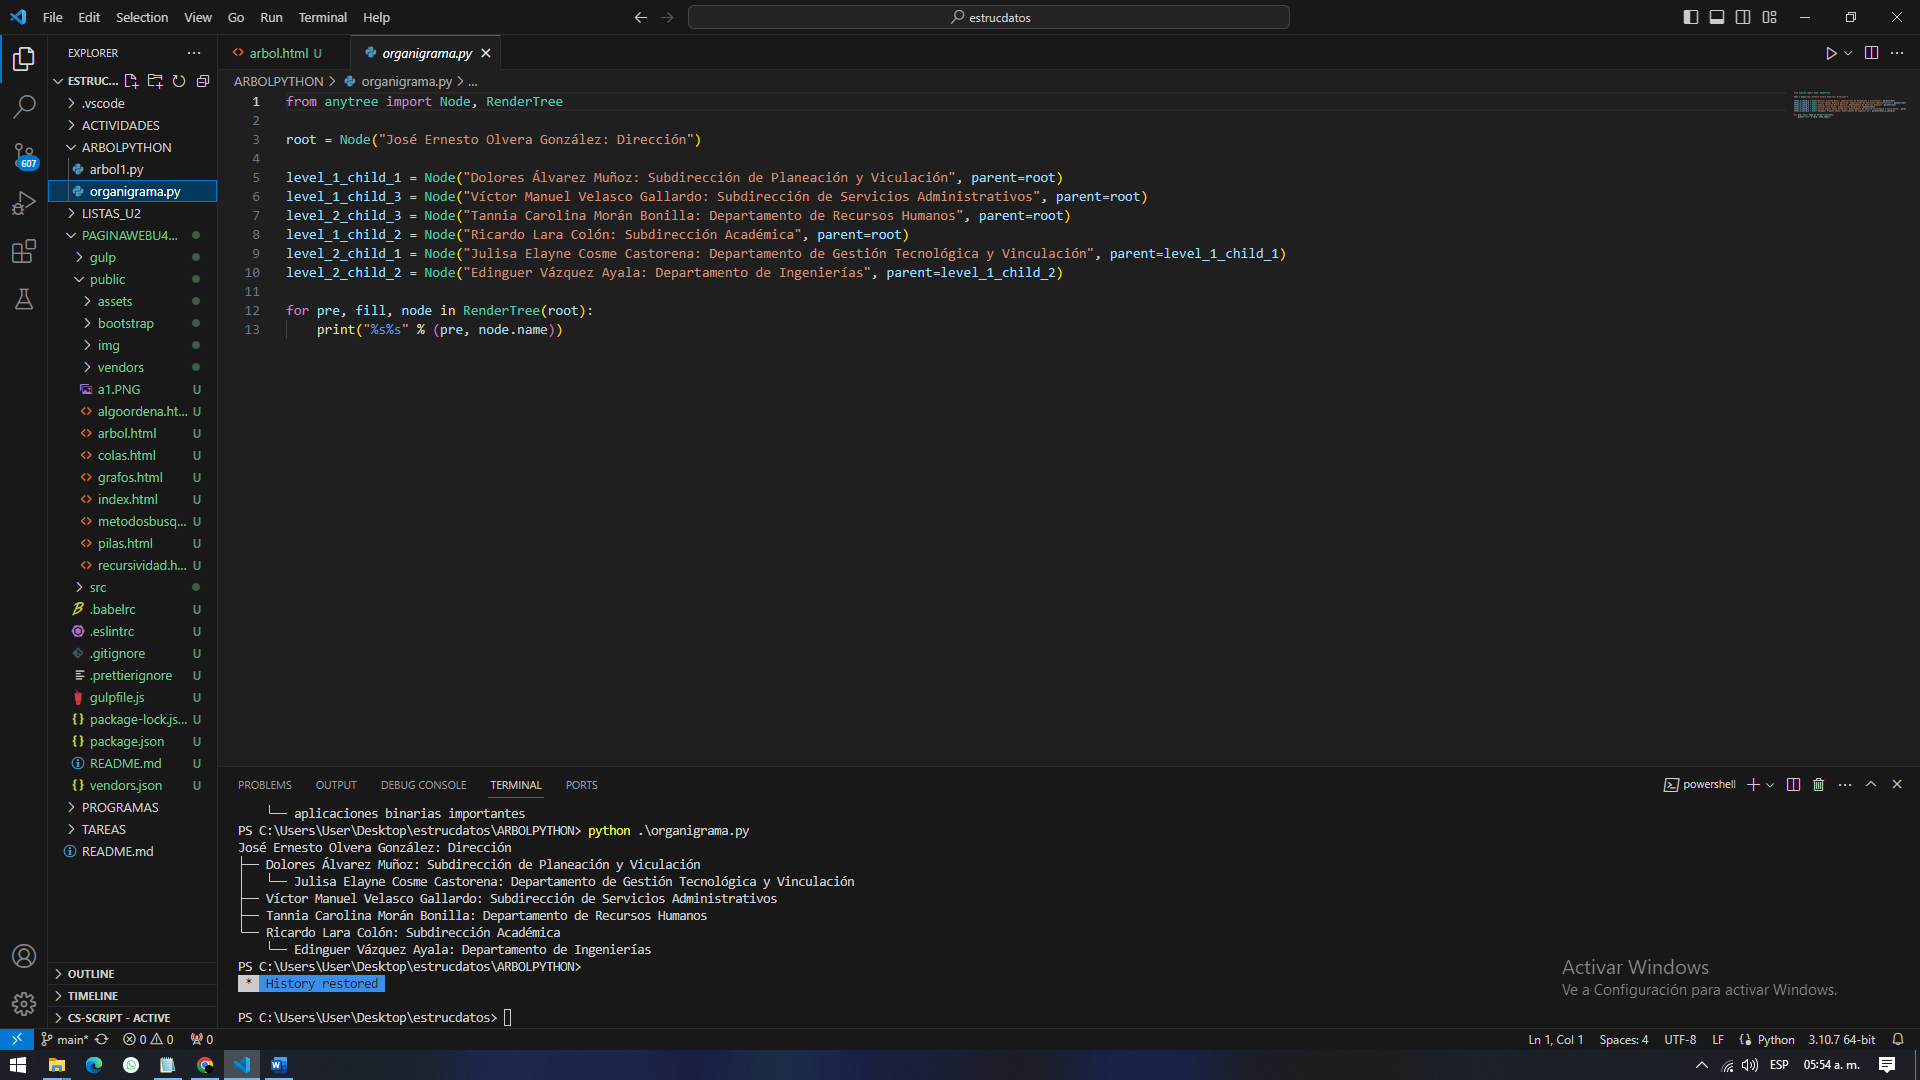 File Edit Selection View Go Run Terminal Help
estrucdatos
EXPLORER
arbol.html U
organigrama.py
ESTRUC...
ARBOLPYTHON > organigrama.py > ...
.vscode
ACTIVIDADES
ARBOLPYTHON
arbol1.py
organigrama.py
LISTAS_U2
PAGINAWEBU4...
gulp
public
assets
bootstrap
img
vendors
a1.PNG U
algoordena.ht... U
arbol.html U
colas.html U
grafos.html U
index.html U
metodosbusq... U
pilas.html U
recursividad.h... U
src
.babelrc U
.eslintrc U
.gitignore U
.prettierignore U
gulpfile.js U
package-lock.js... U
package.json U
README.md U
vendors.json U
PROGRAMAS
TAREAS
README.md
OUTLINE
TIMELINE
CS-SCRIPT - ACTIVE
607
1 from anytree import Node, RenderTree
2
3 root = Node("José Ernesto Olvera González: Dirección")
4
5 level_1_child_1 = Node("Dolores Álvarez Muñoz: Subdirección de Planeación y Viculación", parent=root)
6 level_1_child_3 = Node("Víctor Manuel Velasco Gallardo: Subdirección de Servicios Administrativos", parent=root)
7 level_2_child_3 = Node("Tannia Carolina Morán Bonilla: Departamento de Recursos Humanos", parent=root)
8 level_1_child_2 = Node("Ricardo Lara Colón: Subdirección Académica", parent=root)
9 level_2_child_1 = Node("Julisa Elayne Cosme Castorena: Departamento de Gestión Tecnológica y Vinculación", parent=level_1_child_1)
10 level_2_child_2 = Node("Edinguer Vázquez Ayala: Departamento de Ingenierías", parent=level_1_child_2)
11
12 for pre, fill, node in RenderTree(root):
13 print("%s%s" % (pre, node.name))
PROBLEMS OUTPUT DEBUG CONSOLE TERMINAL PORTS
powershell
└── aplicaciones binarias importantes
PS C:\Users\User\Desktop\estrucdatos\ARBOLPYTHON> python .\organigrama.py
José Ernesto Olvera González: Dirección
├── Dolores Álvarez Muñoz: Subdirección de Planeación y Viculación
│   └── Julisa Elayne Cosme Castorena: Departamento de Gestión Tecnológica y Vinculación
├── Víctor Manuel Velasco Gallardo: Subdirección de Servicios Administrativos
├── Tannia Carolina Morán Bonilla: Departamento de Recursos Humanos
└── Ricardo Lara Colón: Subdirección Académica
    └── Edinguer Vázquez Ayala: Departamento de Ingenierías
PS C:\Users\User\Desktop\estrucdatos\ARBOLPYTHON>
* History restored
PS C:\Users\User\Desktop\estrucdatos>
Activar Windows
Ve a Configuración para activar Windows.
main* 0 0 0
Ln 1, Col 1 Spaces: 4 UTF-8 LF Python 3.10.7 64-bit
ESP 05:54 a. m.